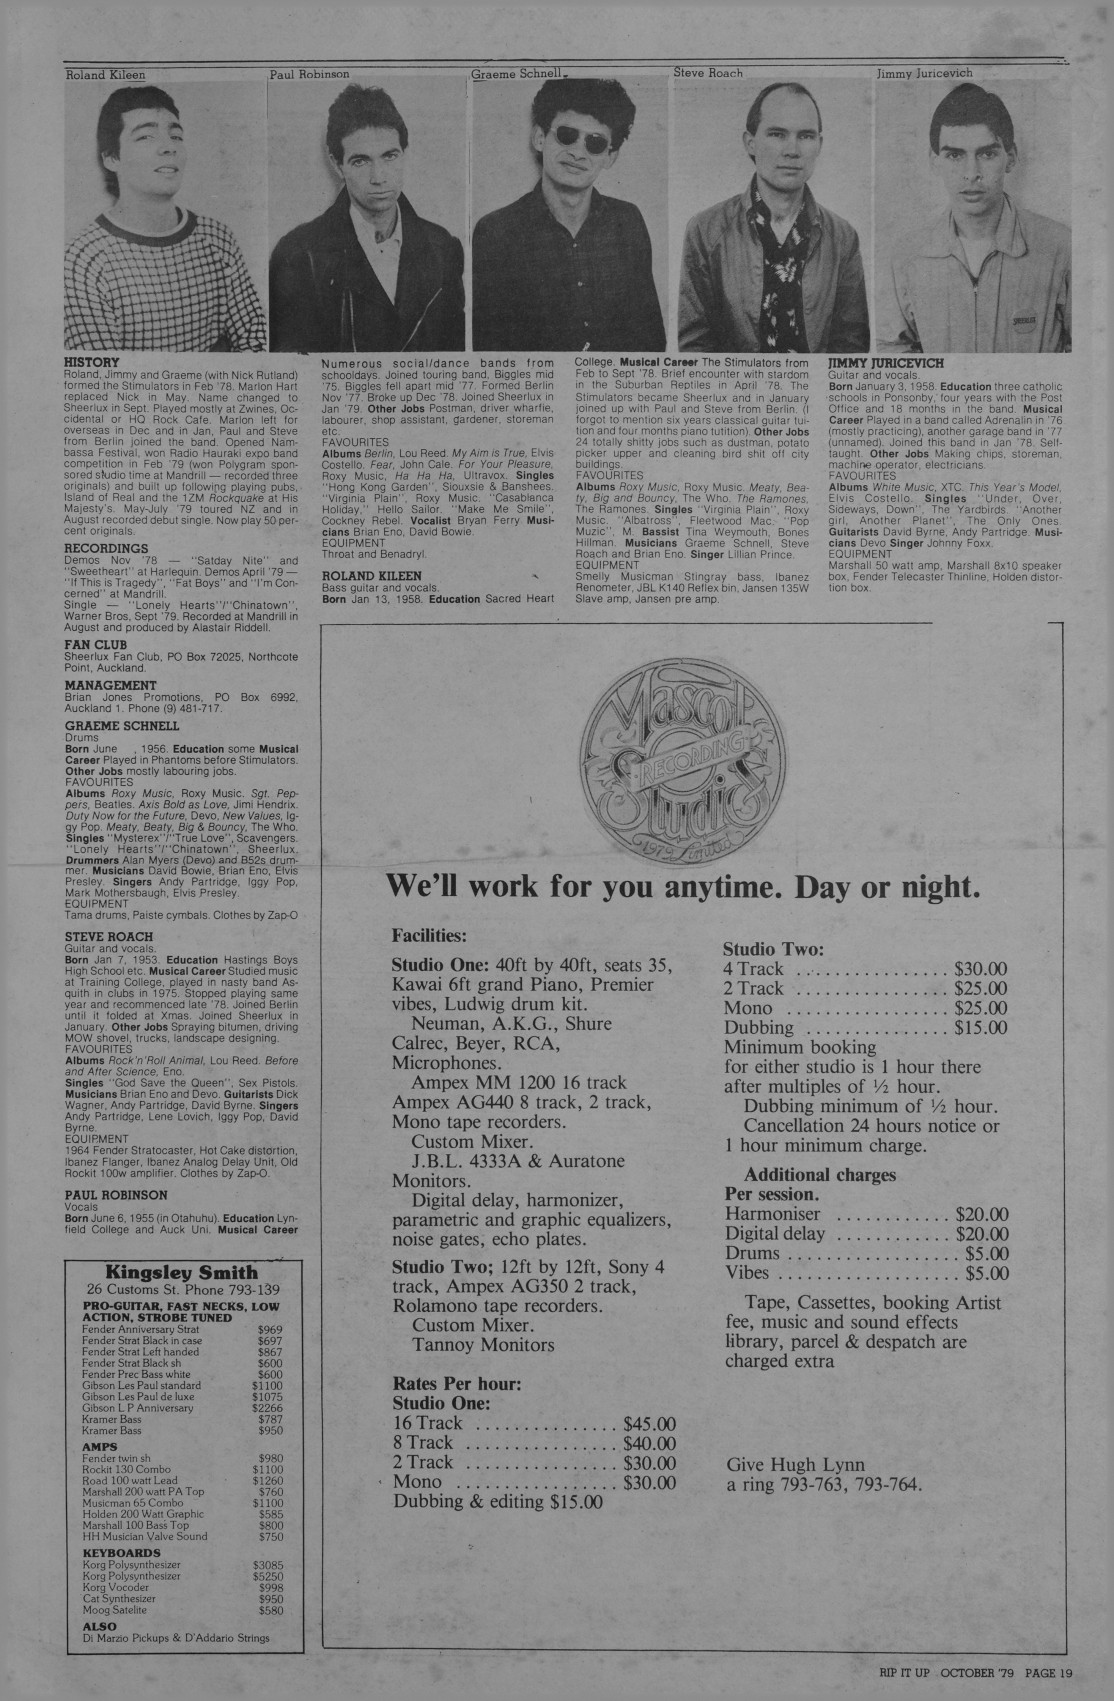 Roland Kileen
Paul Robinson
Graeme Schnell
Steve Roach
Jimmy Juricevich
HISTORY
Roland, Jimmy and Graeme (with Nick Rutland)
formed the Stimulators in Feb '78. Marlon Hart
replaced Nick in May. Name changed to
Sheerlux in Sept. Played mostly at Zwines, Oc-
cidental or HQ Rock Cafe. Marlon left for
overseas in Dec and in Jan, Paul and Steve
from Berlin joined the band. Opened Nam-
bassa Festival, won Radio Hauraki expo band
competition in Feb '79 (won Polygram spon-
sored studio time at Mandrill — recorded three
originals) and built up following playing pubs,
Island of Real and the 1ZM Rockquake at His
Majesty's. May-July '79 toured NZ and in
August recorded debut single. Now play 50 per-
cent originals.
RECORDINGS
Demos Nov '78 — "Satday Nite" and
"Sweetheart" at Harlequin. Demos April '79 —
"If This is Tragedy", "Fat Boys" and "I'm Con-
cerned" at Mandrill.
Single — "Lonely Hearts"/"Chinatown",
Warner Bros, Sept '79. Recorded at Mandrill in
August and produced by Alastair Riddell.
FAN CLUB
Sheerlux Fan Club, PO Box 72025, Northcote
Point, Auckland.
MANAGEMENT
Brian Jones Promotions, PO Box 6992,
Auckland 1. Phone (9) 481-717.
GRAEME SCHNELL
Drums
Born June , 1956. Education some Musical
Career Played in Phantoms before Stimulators.
Other Jobs mostly labouring jobs.
FAVOURITES
Albums Roxy Music, Roxy Music. Sgt. Pep-
pers, Beatles. Axis Bold as Love, Jimi Hendrix.
Duty Now for the Future, Devo, New Values, Ig-
gy Pop. Meaty, Beaty, Big & Bouncy, The Who.
Singles "Mysterex"/"True Love", Scavengers.
"Lonely Hearts"/"Chinatown", Sheerlux.
Drummers Alan Myers (Devo) and B52s drum-
mer. Musicians David Bowie, Brian Eno, Elvis
Presley. Singers Andy Partridge, Iggy Pop,
Mark Mothersbaugh, Elvis Presley.
EQUIPMENT
Tama drums, Paiste cymbals. Clothes by Zap-O
STEVE ROACH
Guitar and vocals.
Born Jan 7, 1953. Education Hastings Boys
High School etc. Musical Career Studied music
at Training College, played in nasty band As-
quith in clubs in 1975. Stopped playing same
year and recommenced late '78. Joined Berlin
until it folded at Xmas. Joined Sheerlux in
January. Other Jobs Spraying bitumen, driving
MOW shovel, trucks, landscape designing.
FAVOURITES
Albums Rock'n'Roll Animal, Lou Reed. Before
and After Science, Eno.
Singles "God Save the Queen", Sex Pistols.
Musicians Brian Eno and Devo. Guitarists Dick
Wagner, Andy Partridge, David Byrne. Singers
Andy Partridge, Lene Lovich, Iggy Pop, David
Byrne.
EQUIPMENT
1964 Fender Stratocaster, Hot Cake distortion,
Ibanez Flanger, Ibanez Analog Delay Unit, Old
Rockit 100w amplifier. Clothes by Zap-O.
PAUL ROBINSON
Vocals
Born June 6, 1955 (in Otahuhu). Education Lyn-
field College and Auck Uni. Musical Career
Numerous social/dance bands from
schooldays. Joined touring band, Biggles mid
'75. Biggles fell apart mid '77. Formed Berlin
Nov '77. Broke up Dec '78. Joined Sheerlux in
Jan '79. Other Jobs Postman, driver wharfie,
labourer, shop assistant, gardener, storeman
etc.
FAVOURITES
Albums Berlin, Lou Reed. My Aim is True, Elvis
Costello. Fear, John Cale. For Your Pleasure,
Roxy Music, Ha Ha Ha, Ultravox. Singles
"Hong Kong Garden", Siouxsie & Banshees.
"Virginia Plain", Roxy Music. "Casablanca
Holiday," Hello Sailor. "Make Me Smile",
Cockney Rebel. Vocalist Bryan Ferry. Musi-
cians Brian Eno, David Bowie.
EQUIPMENT
Throat and Benadryl.
ROLAND KILEEN
Bass guitar and vocals.
Born Jan 13, 1958. Education Sacred Heart
College. Musical Career The Stimulators from
Feb to Sept '78. Brief encounter with stardom
in the Suburban Reptiles in April '78. The
Stimulators became Sheerlux and in January
joined up with Paul and Steve from Berlin. (I
forgot to mention six years classical guitar tui-
tion and four months piano tutition). Other Jobs
24 totally shitty jobs such as dustman, potato
picker upper and cleaning bird shit off city
buildings.
FAVOURITES
Albums Roxy Music, Roxy Music. Meaty, Bea-
ty, Big and Bouncy, The Who. The Ramones,
The Ramones. Singles "Virginia Plain", Roxy
Music. "Albatross", Fleetwood Mac. "Pop
Muzic", M. Bassist Tina Weymouth, Bones
Hillman. Musicians Graeme Schnell, Steve
Roach and Brian Eno. Singer Lillian Prince.
EQUIPMENT
Smelly Musicman Stingray bass, Ibanez
Renometer, JBL K140 Reflex bin, Jansen 135W
Slave amp, Jansen pre amp.
JIMMY JURICEVICH
Guitar and vocals.
Born January 3, 1958. Education three catholic
schools in Ponsonby, four years with the Post
Office and 18 months in the band. Musical
Career Played in a band called Adrenalin in '76
(mostly practicing), another garage band in '77
(unnamed). Joined this band in Jan '78. Self-
taught. Other Jobs Making chips, storeman,
machine operator, electricians.
FAVOURITES
Albums White Music, XTC. This Year's Model,
Elvis Costello. Singles "Under, Over,
Sideways, Down", The Yardbirds. "Another
girl, Another Planet", The Only Ones.
Guitarists David Byrne, Andy Partridge. Musi-
cians Devo Singer Johnny Foxx.
EQUIPMENT
Marshall 50 watt amp, Marshall 8x10 speaker
box, Fender Telecaster Thinline, Holden distor-
tion box.
Mascot
RECORDING
Studios
1979 Limited
We'll work for you anytime. Day or night.
Facilities:
Studio One: 40ft by 40ft, seats 35,
Kawai 6ft grand Piano, Premier
vibes, Ludwig drum kit.
Neuman, A.K.G., Shure
Calrec, Beyer, RCA,
Microphones.
Ampex MM 1200 16 track
Ampex AG440 8 track, 2 track,
Mono tape recorders.
Custom Mixer.
J.B.L. 4333A & Auratone
Monitors.
Digital delay, harmonizer,
parametric and graphic equalizers,
noise gates, echo plates.
Studio Two; 12ft by 12ft, Sony 4
track, Ampex AG350 2 track,
Rolamono tape recorders.
Custom Mixer.
Tannoy Monitors
Rates Per hour:
Studio One:
16 Track ............... $45.00
8 Track ................ $40.00
2 Track ................ $30.00
Mono ................. $30.00
Dubbing & editing $15.00
Studio Two:
4 Track ................ $30.00
2 Track ................ $25.00
Mono ................. $25.00
Dubbing ............... $15.00
Minimum booking
for either studio is 1 hour there
after multiples of ½ hour.
Dubbing minimum of ½ hour.
Cancellation 24 hours notice or
1 hour minimum charge.
Additional charges
Per session.
Harmoniser ............ $20.00
Digital delay ............ $20.00
Drums .................. $5.00
Vibes ................... $5.00
Tape, Cassettes, booking Artist
fee, music and sound effects
library, parcel & despatch are
charged extra
Give Hugh Lynn
a ring 793-763, 793-764.
Kingsley Smith
26 Customs St. Phone 793-139
PRO-GUITAR, FAST NECKS, LOW
ACTION, STROBE TUNED
Fender Anniversary Strat $969
Fender Strat Black in case $697
Fender Strat Left handed $867
Fender Strat Black sh $600
Fender Prec Bass white $600
Gibson Les Paul standard $1100
Gibson Les Paul de luxe $1075
Gibson L P Anniversary $2266
Kramer Bass $787
Kramer Bass $950
AMPS
Fender twin sh $980
Rockit 130 Combo $1100
Road 100 watt Lead $1260
Marshall 200 watt PA Top $760
Musicman 65 Combo $1100
Holden 200 Watt Graphic $585
Marshall 100 Bass Top $800
HH Musician Valve Sound $750
KEYBOARDS
Korg Polysynthesizer $3085
Korg Polysynthesizer $5250
Korg Vocoder $998
Cat Synthesizer $950
Moog Satelite $580
ALSO
Di Marzio Pickups & D'Addario Strings
RIP IT UP OCTOBER '79 PAGE 19